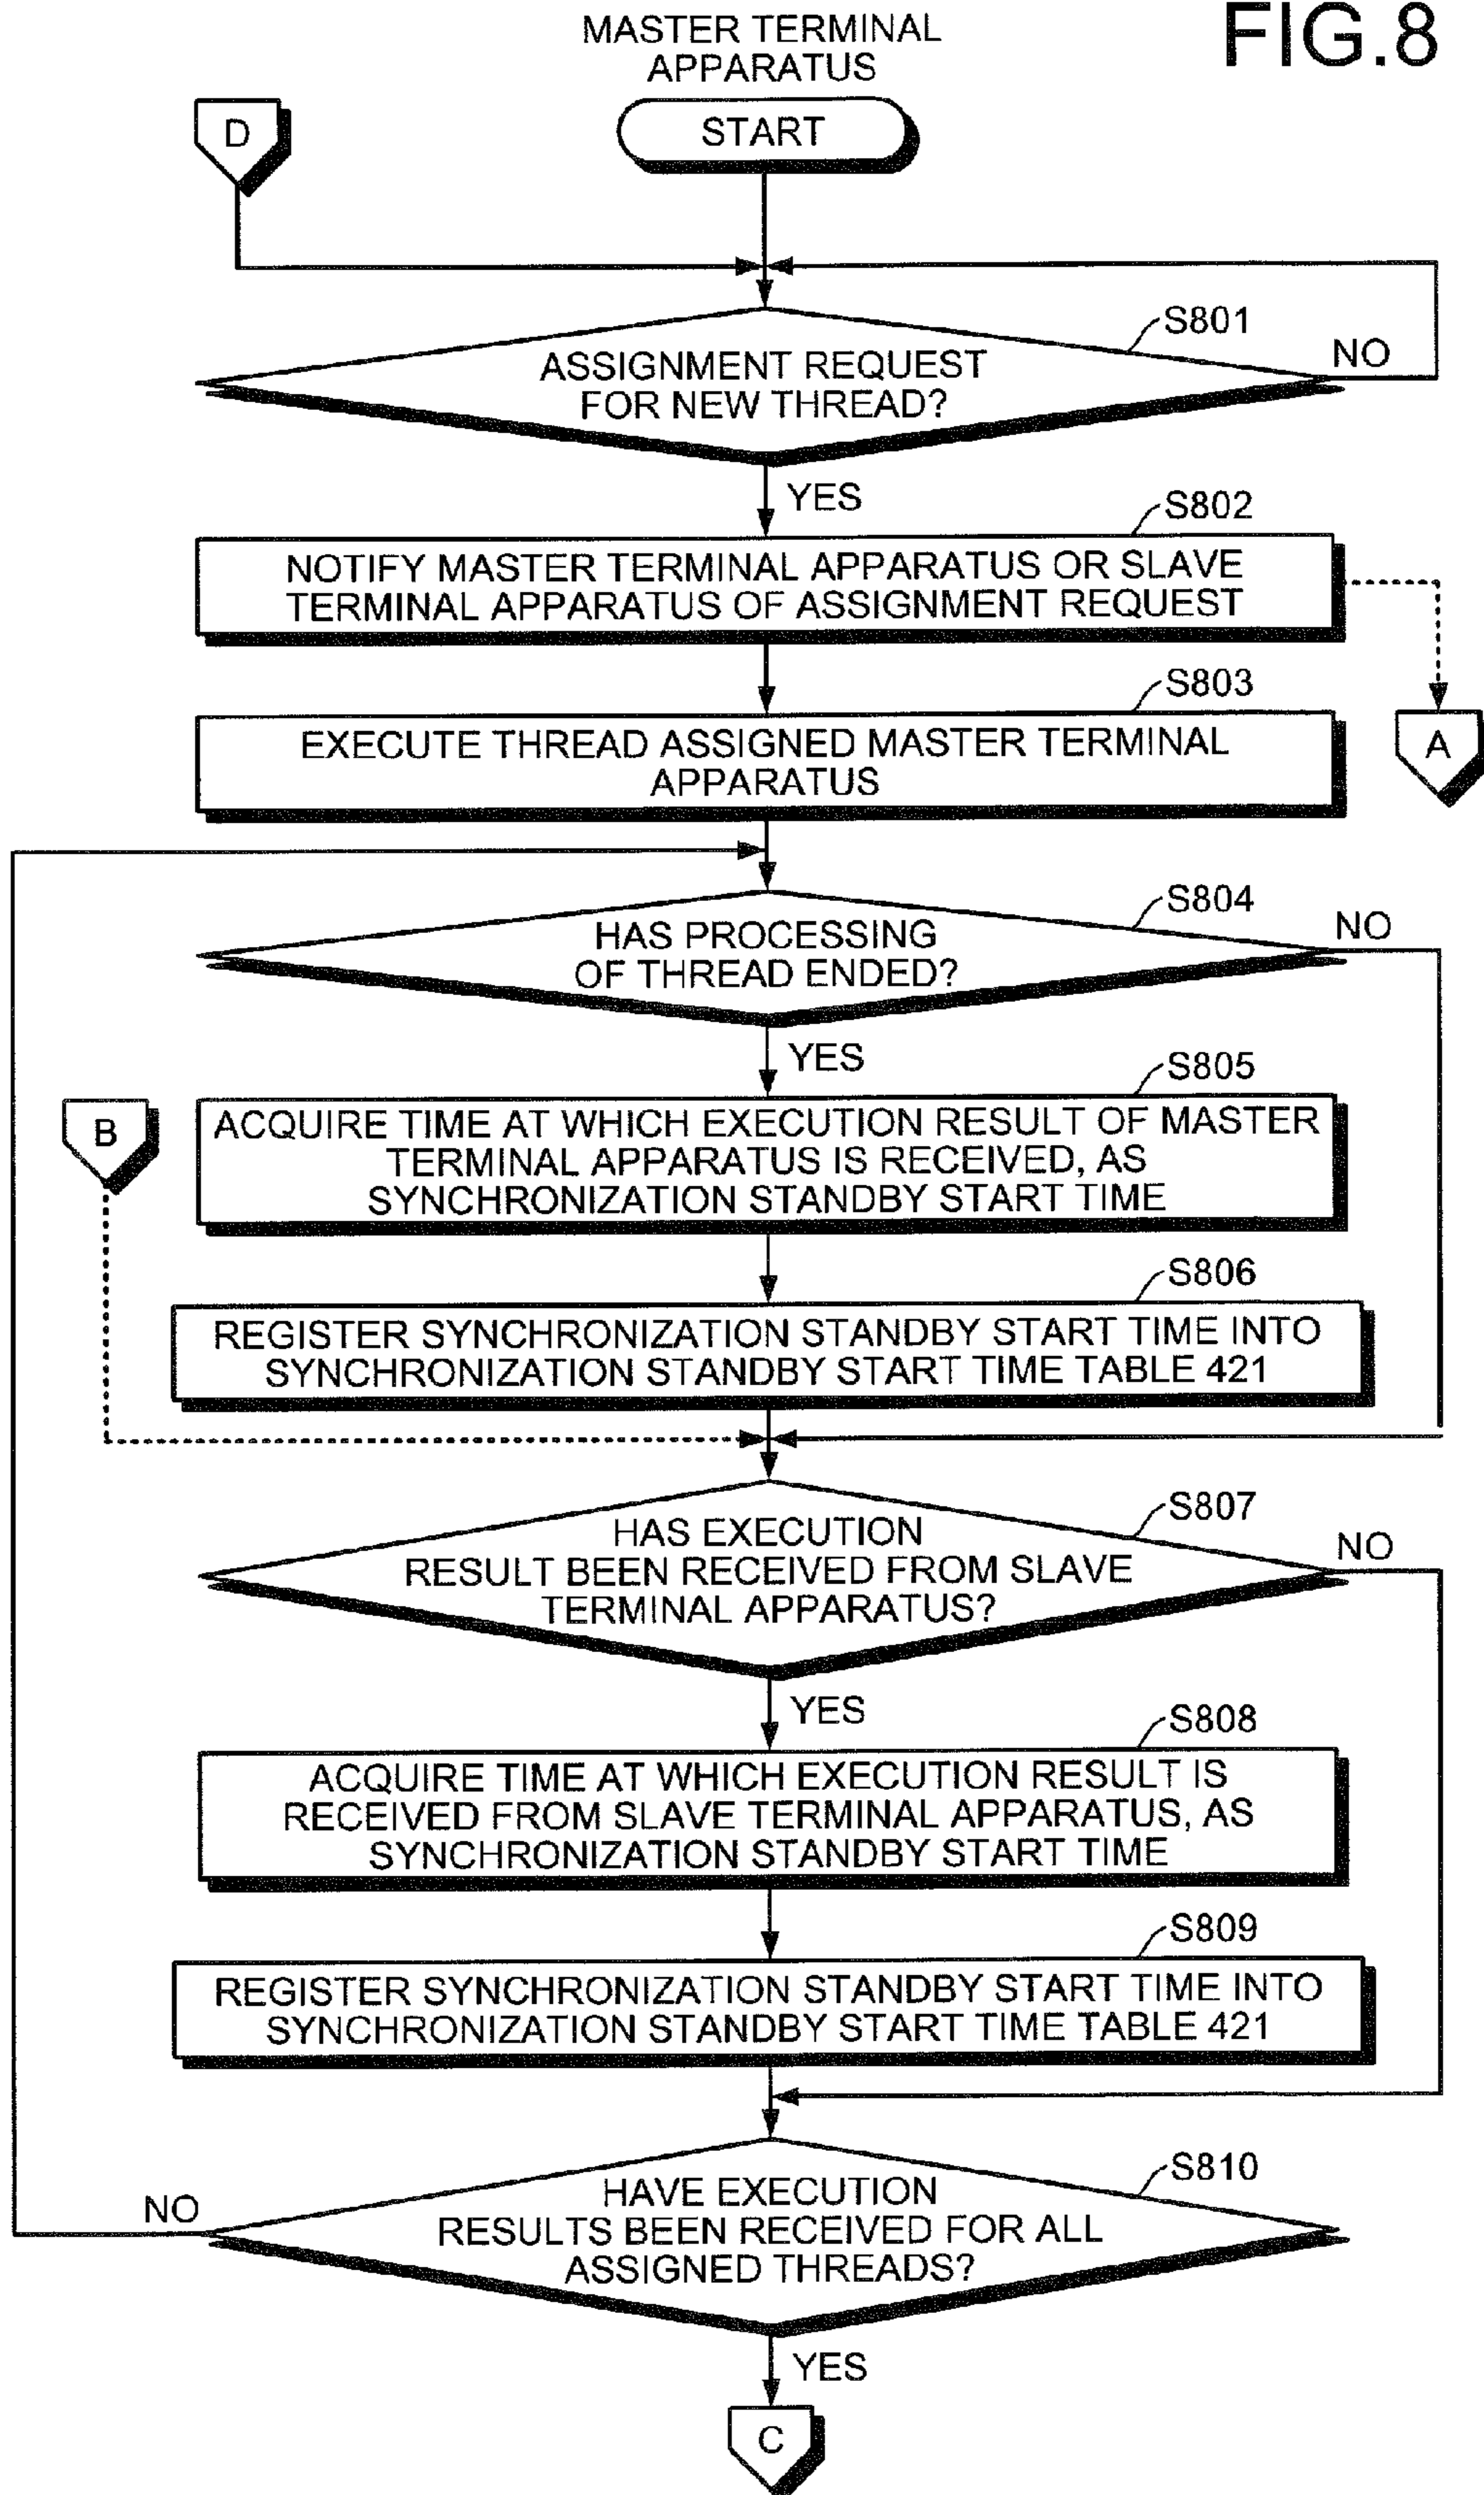 FIG.8
MASTER TERMINAL
APPARATUS
D
START
S801
ASSIGNMENT REQUEST
FOR NEW THREAD?
NO
YES
S802
NOTIFY MASTER TERMINAL APPARATUS OR SLAVE
TERMINAL APPARATUS OF ASSIGNMENT REQUEST
S803
EXECUTE THREAD ASSIGNED MASTER TERMINAL
APPARATUS
A
S804
HAS PROCESSING
OF THREAD ENDED?
NO
YES
S805
B
ACQUIRE TIME AT WHICH EXECUTION RESULT OF MASTER
TERMINAL APPARATUS IS RECEIVED, AS
SYNCHRONIZATION STANDBY START TIME
S806
REGISTER SYNCHRONIZATION STANDBY START TIME INTO
SYNCHRONIZATION STANDBY START TIME TABLE 421
S807
HAS EXECUTION
RESULT BEEN RECEIVED FROM SLAVE
TERMINAL APPARATUS?
NO
YES
S808
ACQUIRE TIME AT WHICH EXECUTION RESULT IS
RECEIVED FROM SLAVE TERMINAL APPARATUS, AS
SYNCHRONIZATION STANDBY START TIME
S809
REGISTER SYNCHRONIZATION STANDBY START TIME INTO
SYNCHRONIZATION STANDBY START TIME TABLE 421
S810
HAVE EXECUTION
RESULTS BEEN RECEIVED FOR ALL
ASSIGNED THREADS?
NO
YES
C